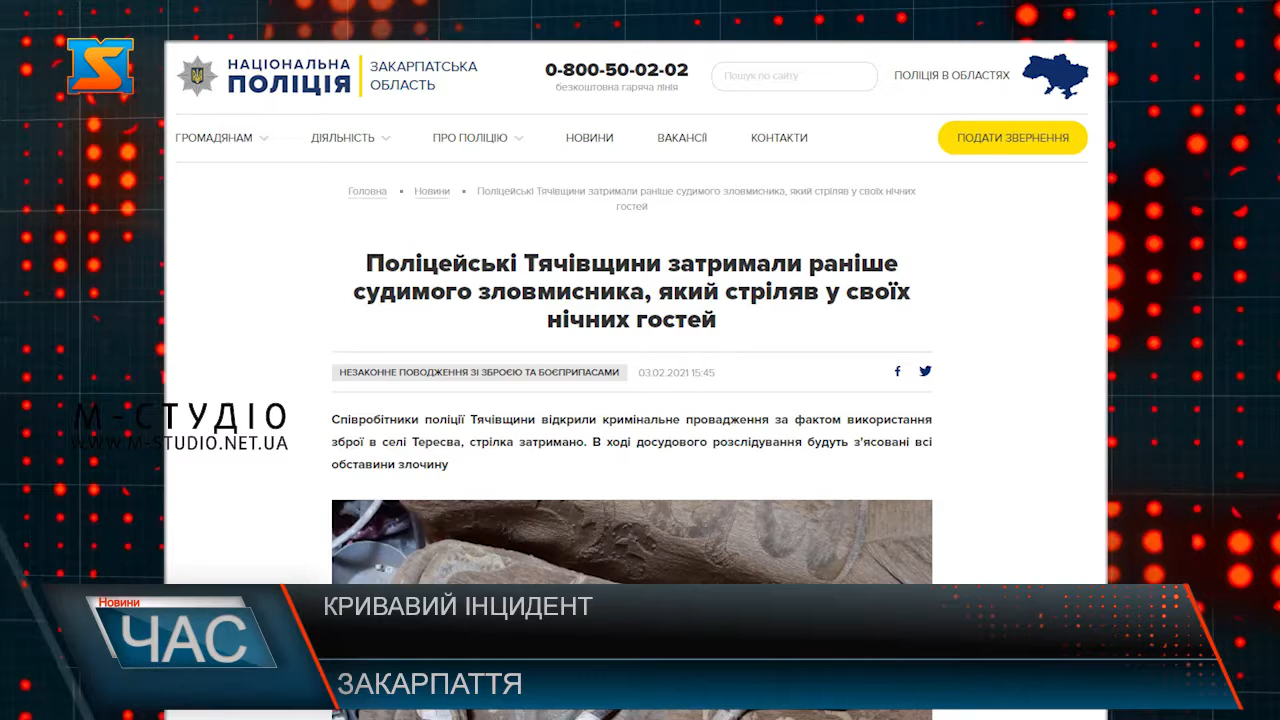 НАЦІОНАЛЬНА
ПОЛІЦІЯ
ЗАКАРПАТСЬКА
ОБЛАСТЬ
0-800-50-02-02
безкоштовна гаряча лінія
Пошук по сайту
ПОЛІЦІЯ В ОБЛАСТЯХ
ГРОМАДЯНАМ
ДІЯЛЬНІСТЬ
ПРО ПОЛІЦІЮ
НОВИНИ
ВАКАНСІЇ
КОНТАКТИ
ПОДАТИ ЗВЕРНЕННЯ
Головна
Новини
Поліцейські Тячівщини затримали раніше судимого зловмисника, який стріляв у своїх нічних
гостей
Поліцейські Тячівщини затримали раніше
судимого зловмисника, який стріляв у своїх
нічних гостей
НЕЗАКОННЕ ПОВОДЖЕННЯ ЗІ ЗБРОЄЮ ТА БОЄПРИПАСАМИ
03.02.2021 15:45
Співробітники поліції Тячівщини відкрили кримінальне провадження за фактом використання
зброї в селі Тересва, стрілка затримано. В ході досудового розслідування будуть з'ясовані всі
обставини злочину
М-СТУДІО
WWW.M-STUDIO.NET.UA
Новини
ЧАС
КРИВАВИЙ ІНЦИДЕНТ
ЗАКАРПАТТЯ